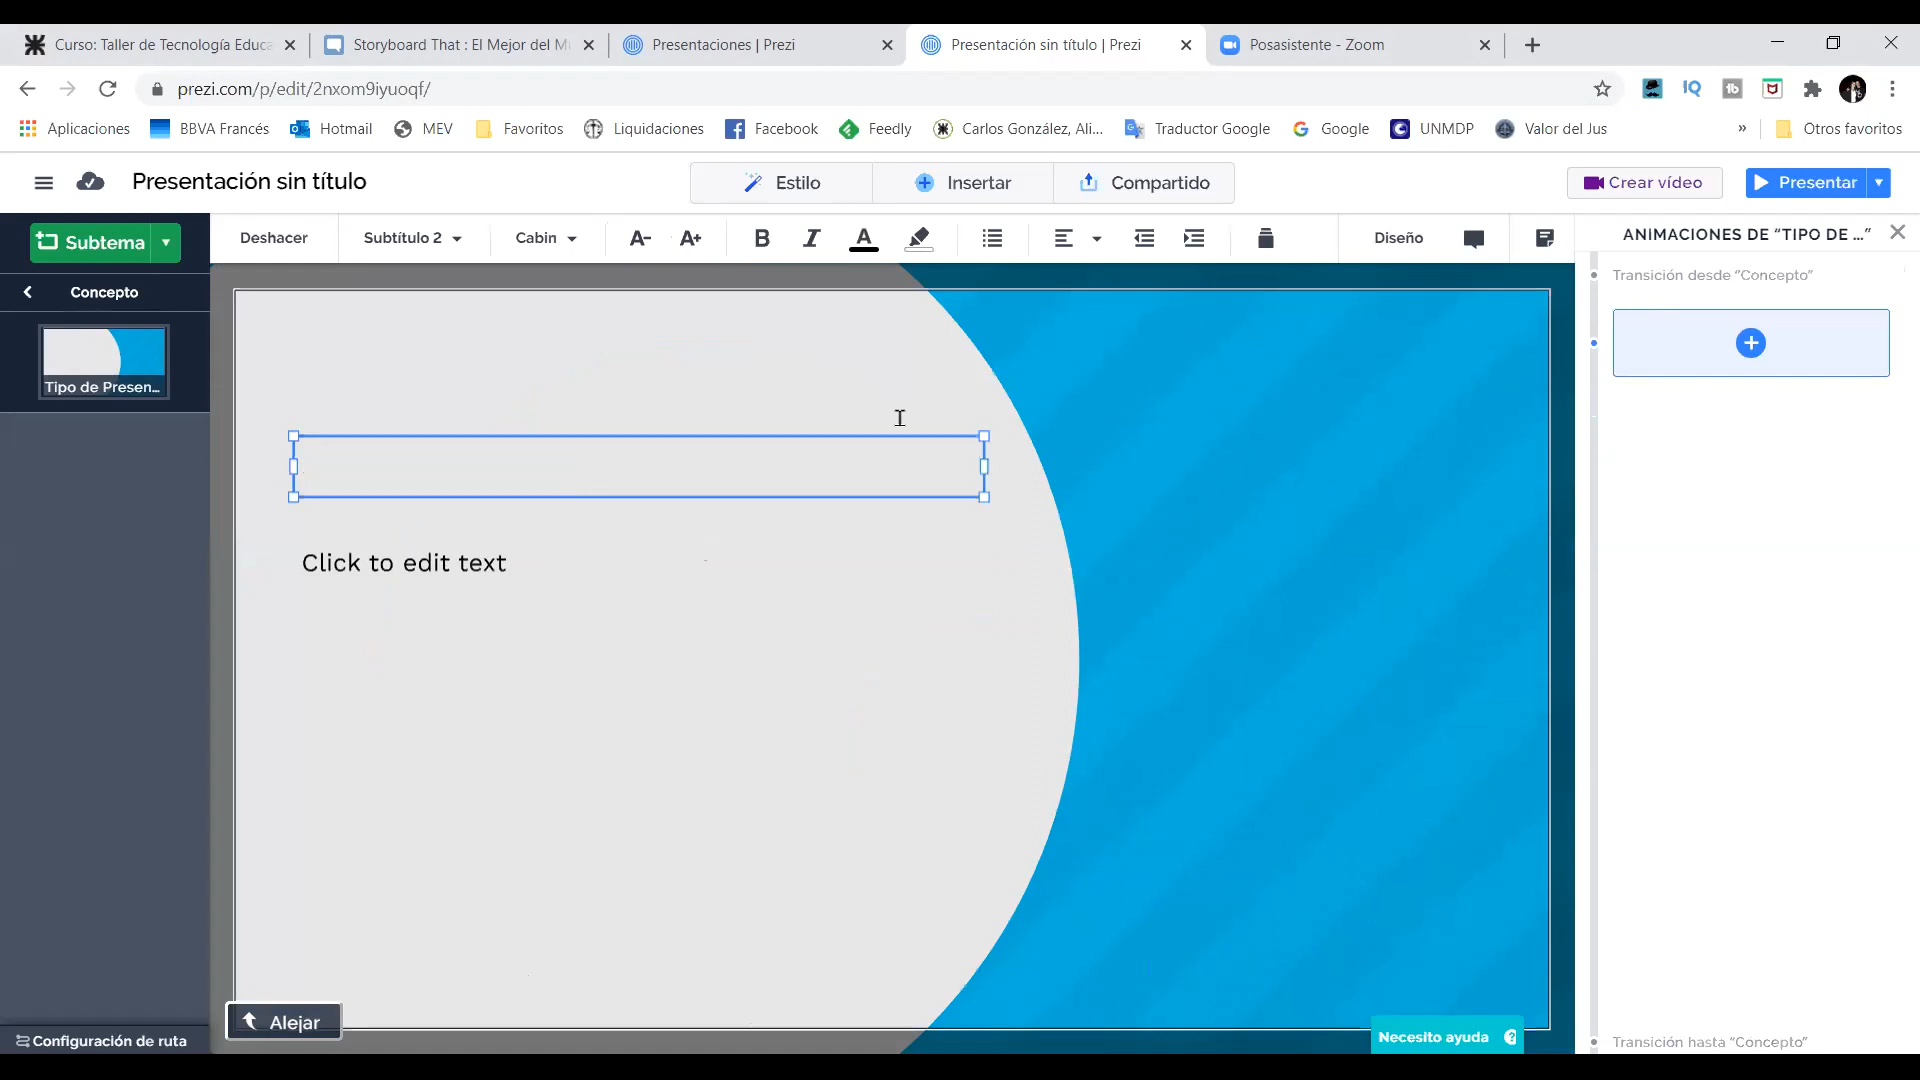 Curso: Taller de Tecnología Educa
Storyboard That : El Mejor del M
Presentaciones | Prezi
Presentación sin título | Prezi
Posasistente - Zoom
prezi.com/p/edit/2nxom9iyuoqf/
Aplicaciones
BBVA Francés
Hotmail
MEV
Favoritos
Liquidaciones
Facebook
Feedly
Carlos González, Ali...
Traductor Google
Google
UNMDP
Valor del Jus
»
Otros favoritos
Presentación sin título
Estilo
Insertar
Compartido
Crear vídeo
Presentar
Subtema
Deshacer
Subtítulo 2
Cabin
A-
A+
B
I
A
Diseño
ANIMACIONES DE “TIPO DE ...”
Concepto
Transición desde “Concepto”
Tipo de Presen...
Click to edit text
Alejar
Configuración de ruta
Necesito ayuda ?
Transición hasta “Concepto”